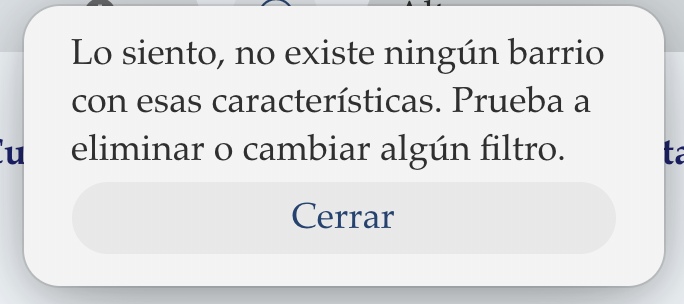 Lo siento, no existe ningún barrio
con esas características. Prueba a
eliminar o cambiar algún filtro.
Cerrar